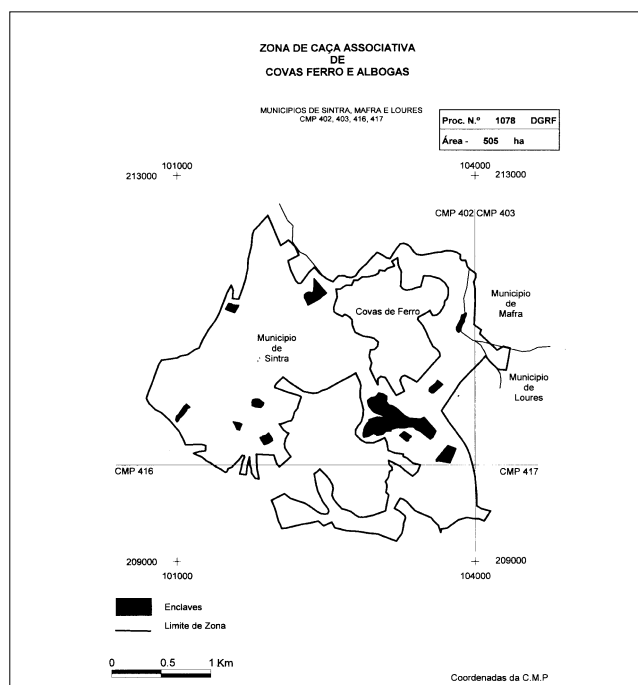 ZONA DE CAÇA ASSOCIATIVA
DE
COVAS FERRO E ALBOGAS
MUNICIPIOS DE SINTRA, MAFRA E LOURES
CMP 402, 403, 416, 417
Proc. N.º 1078 DGRF
Área - 505 ha
101000
104000
213000
213000
CMP 402
CMP 403
Municipio
de
Mafra
Covas de Ferro
Municipio
de
Sintra
Municipio
de
Loures
CMP 416
CMP 417
209000
209000
101000
104000
Enclaves
Limite de Zona
0 0.5 1 Km
Coordenadas da C.M.P